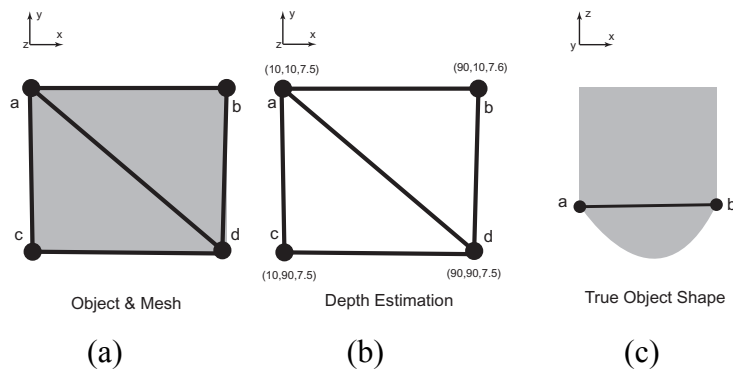 y
z x
a b
c d
Object & Mesh
(a)
y
z x
(10,10,7.5) (90,10,7.6)
a b
c d
(10,90,7.5) (90,90,7.5)
Depth Estimation
(b)
z
y x
a b
True Object Shape
(c)